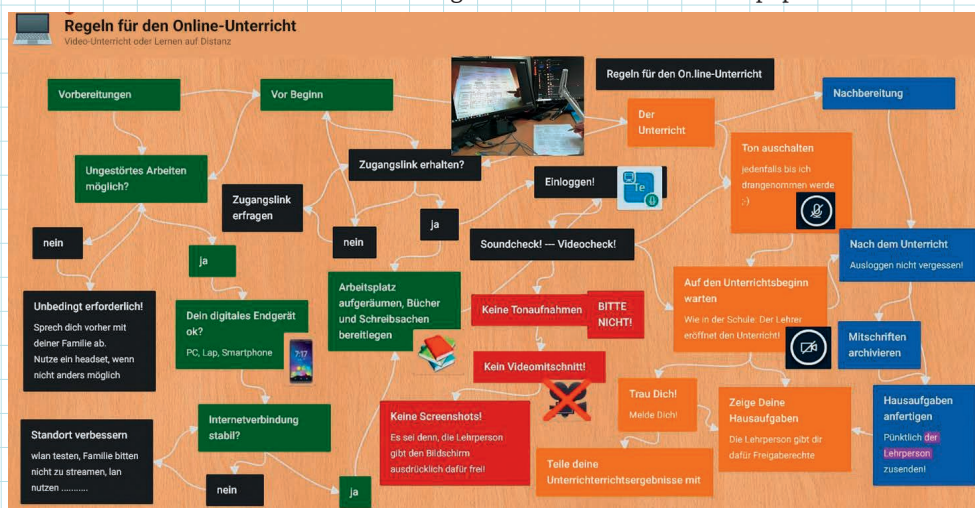 Regeln für den Online-Unterricht
Video-Unterricht oder Lernen auf Distanz
Regeln für den On.line-Unterricht
Vorbereitungen
Vor Beginn
Nachbereitung
Der
Unterricht
Ton auschalten
jedenfalls bis ich
drangenommen werde
;-)
Ungestörtes Arbeiten
möglich?
Zugangslink erhalten?
Einloggen!
Te
Zugangslink
erfragen
nein
ja
nein
ja
Soundcheck! --- Videocheck!
Nach dem Unterricht
Ausloggen nicht vergessen!
Unbedingt erforderlich!
Sprech dich vorher mit
deiner Familie ab.
Nutze ein headset, wenn
nicht anders möglich
Dein digitales Endgerät
ok?
PC, Lap, Smartphone
7:17
Arbeitsplatz
aufgeräumen, Bücher
und Schreibsachen
bereitlegen
Keine Tonaufnahmen
BITTE
NICHT!
Auf den Unterrichtsbeginn
warten
Wie in der Schule: Der Lehrer
eröffnet den Unterricht!
Mitschriften
archivieren
Kein Videomitschnitt!
Keine Screenshots!
Es sei denn, die Lehrperson
gibt den Bildschirm
ausdrücklich dafür frei!
Trau Dich!
Melde Dich!
Zeige Deine
Hausaufgaben
Die Lehrperson gibt dir
dafür Freigaberechte
Hausaufgaben
anfertigen
Pünktlich der
Lehrperson
zusenden!
Internetverbindung
stabil?
Standort verbessern
wlan testen, Familie bitten
nicht zu streamen, lan
nutzen ...........
nein
ja
Teile deine
Unterrichterrichtsergebnisse mit